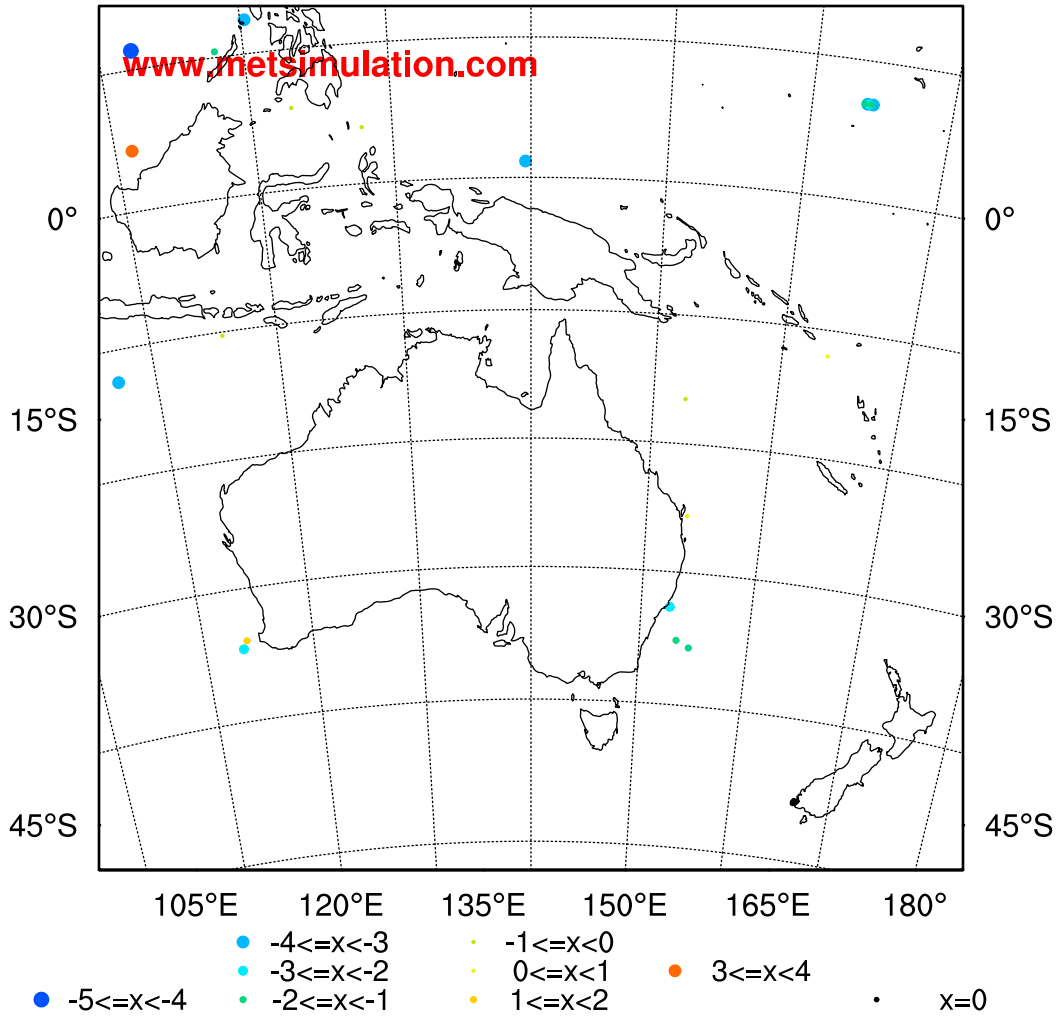 www.metsimulation.com
0° 0°
15°S 15°S
30°S 30°S
45°S 45°S
105°E 120°E 135°E 150°E 165°E 180°
-4<=x<-3 -1<=x<0
-3<=x<-2 0<=x<1 3<=x<4
-5<=x<-4 -2<=x<-1 1<=x<2 x=0